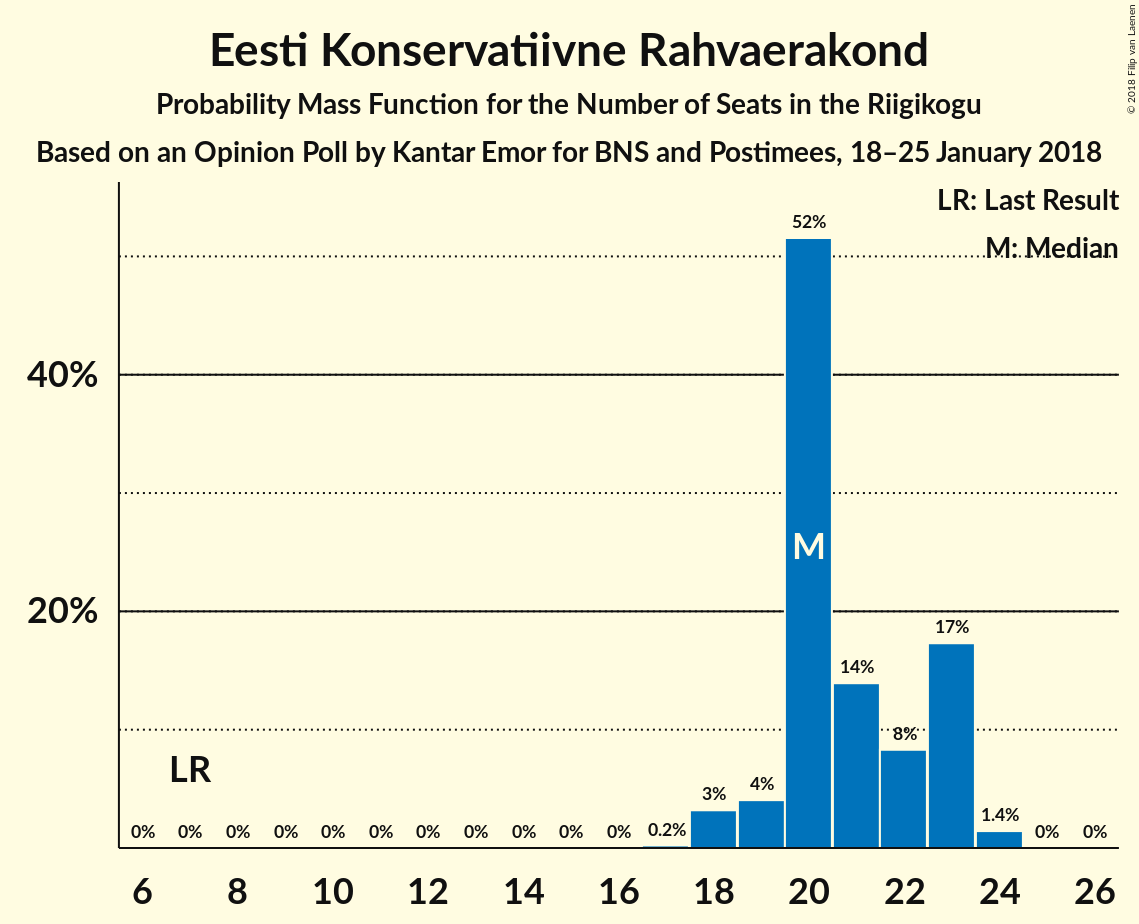 Eesti Konservatiivne Rahvaerakond
Probability Mass Function for the Number of Seats in the Riigikogu
Based on an Opinion Poll by Kantar Emor for BNS and Postimees, 18–25 January 2018
© 2018 Filip van Laenen
LR: Last Result
M: Median
52%
40%
M
20%
17%
14%
8%
LR
3%
4%
1.4%
0% 0% 0% 0% 0% 0% 0% 0% 0% 0% 0% 0.2% 0% 0%
6 8 10 12 14 16 18 20 22 24 26